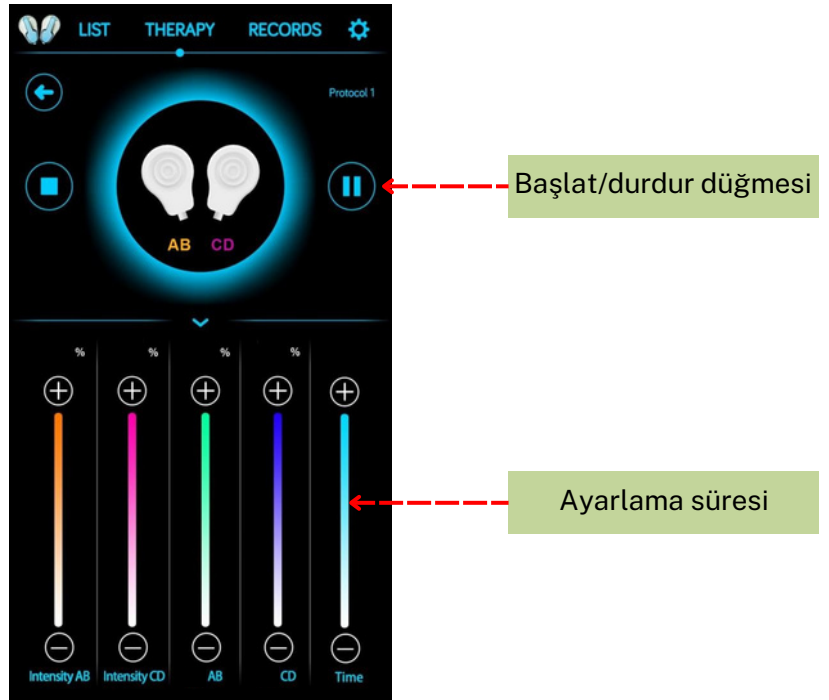 LIST THERAPY RECORDS
Protocol 1
Başlat/durdur düğmesi
AB CD
% % % %
Ayarlama süresi
Intensity AB Intensity CD AB CD Time